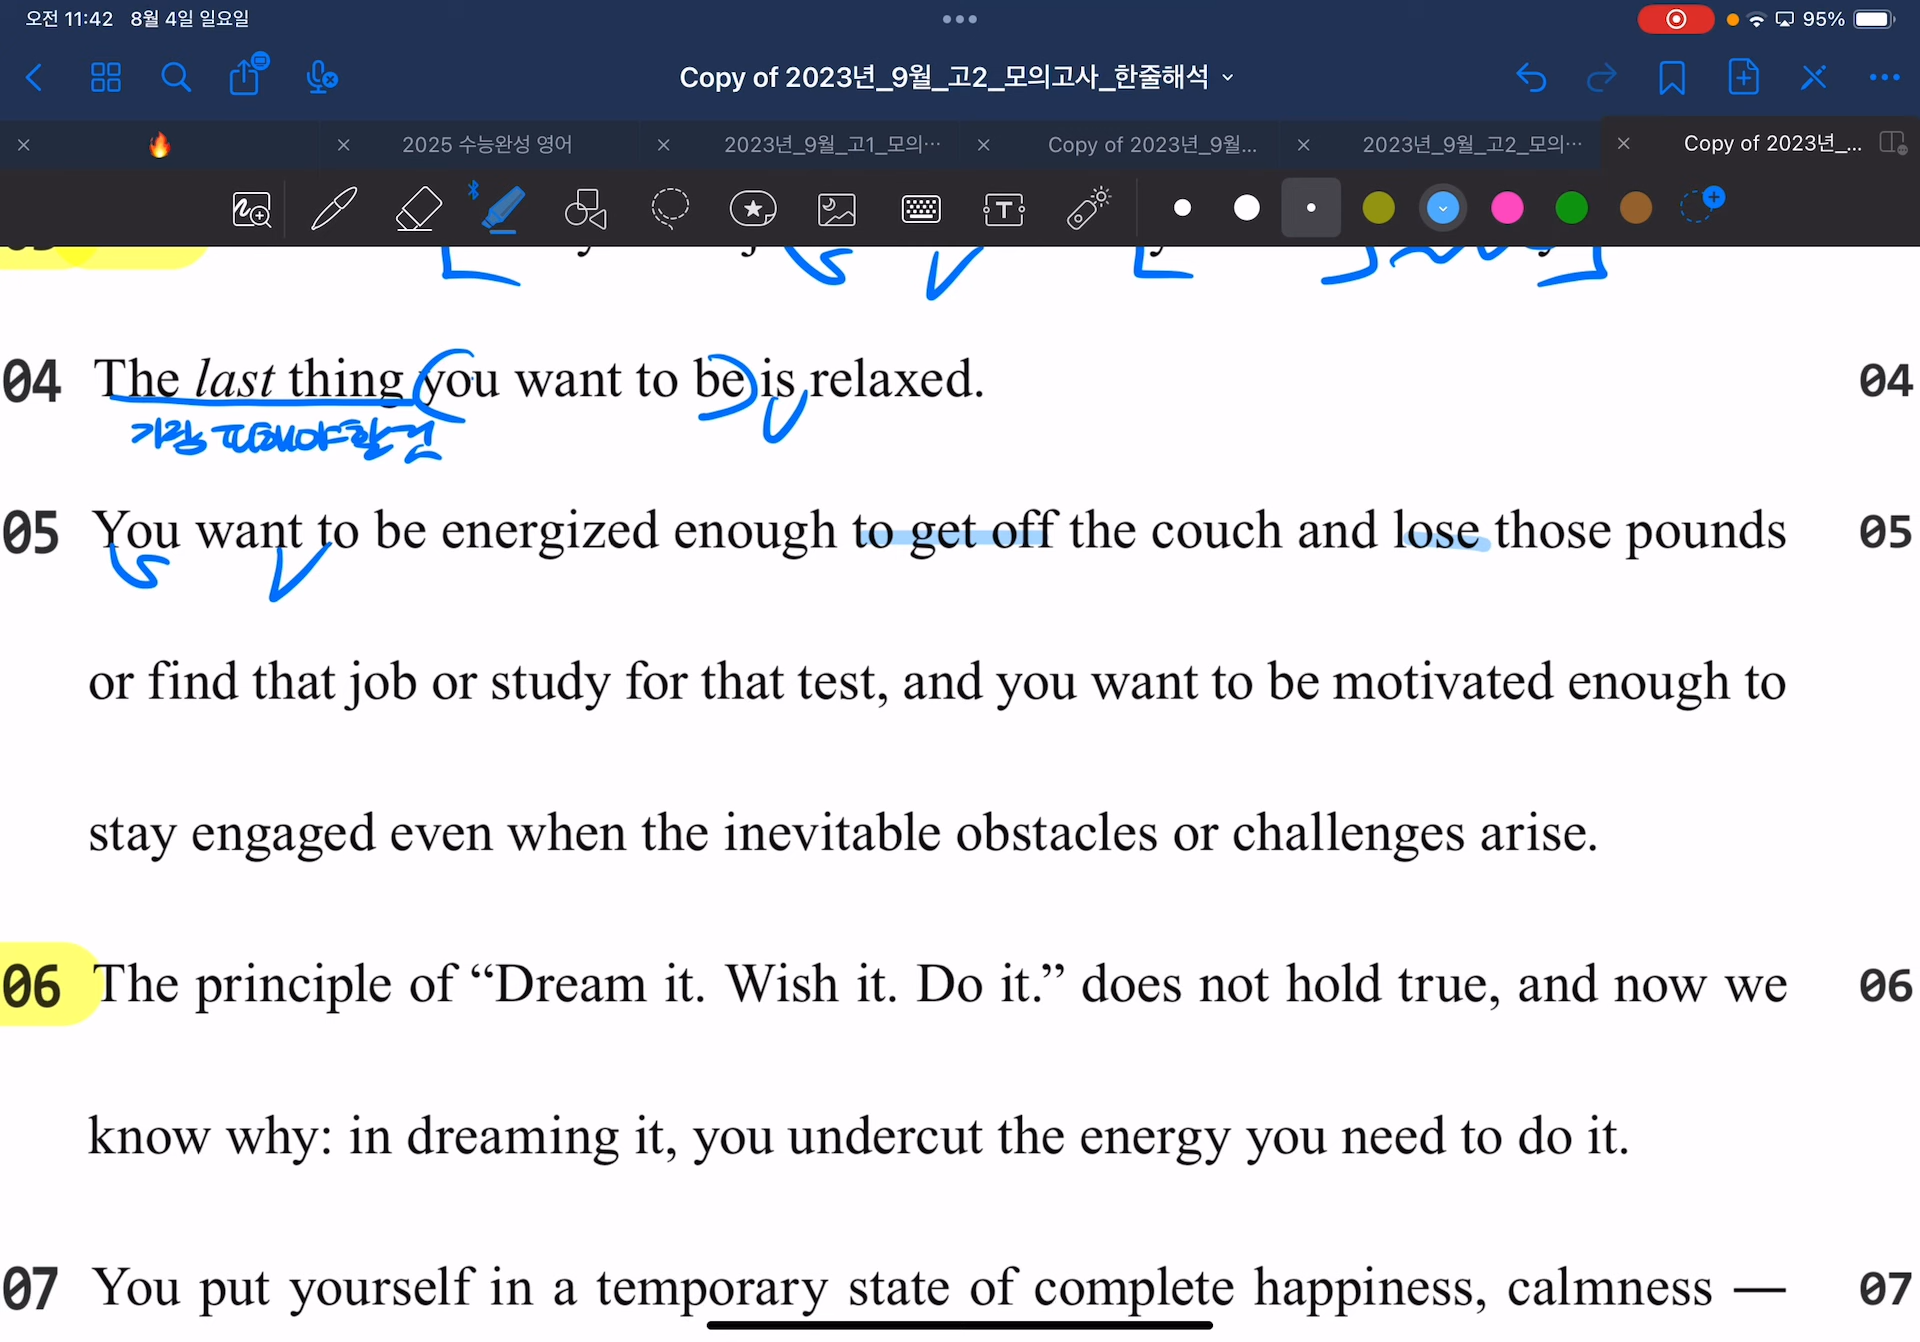 오전 11:42 8월 4일 일요일
95%
Copy of 2023년_9월_고2_모의고사_한줄해석
2025 수능완성 영어
2023년_9월_고1_모의…
Copy of 2023년_9월...
2023년_9월_고2_모의…
Copy of 2023년_...
04 The last thing you want to be is relaxed. 04
가장 피해야 할 건
05 You want to be energized enough to get off the couch and lose those pounds 05
or find that job or study for that test, and you want to be motivated enough to
stay engaged even when the inevitable obstacles or challenges arise.
06 The principle of “Dream it. Wish it. Do it.” does not hold true, and now we 06
know why: in dreaming it, you undercut the energy you need to do it.
07 You put yourself in a temporary state of complete happiness, calmness — 07